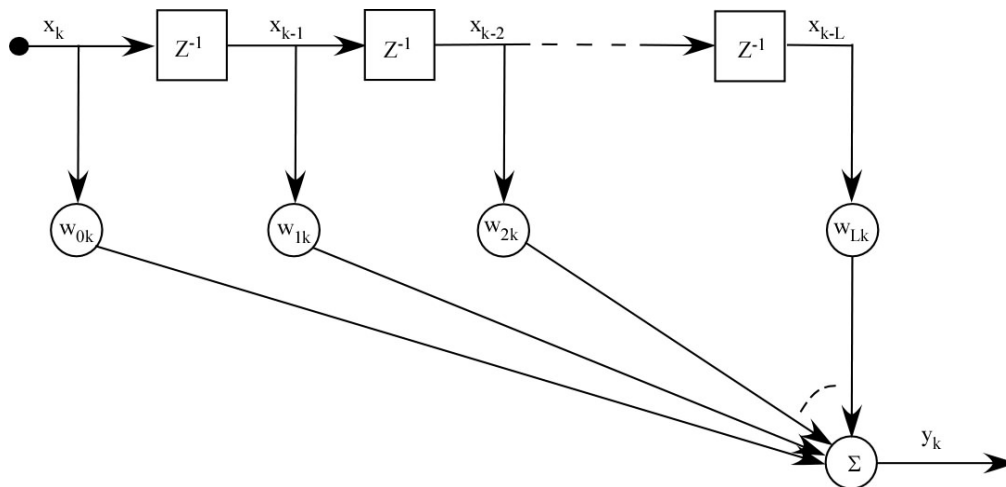 x_k Z^-1 x_k-1 Z^-1 x_k-2 Z^-1 x_k-L
w_0k w_1k w_2k w_Lk
Σ y_k